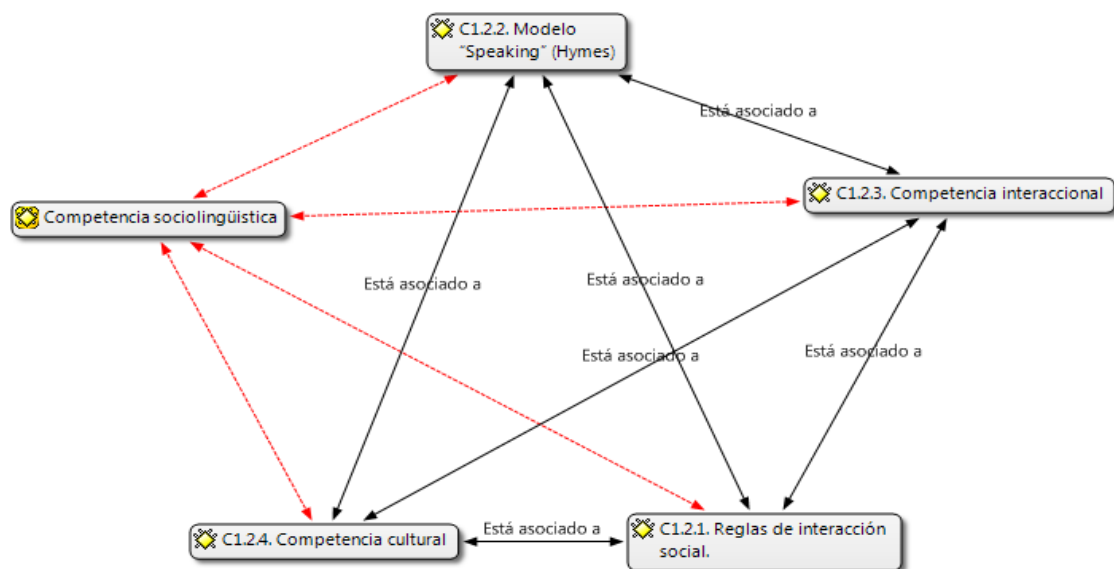 C1.2.2. Modelo
“Speaking” (Hymes)
Está asociado a
C1.2.3. Competencia interaccional
Competencia sociolingüistica
Está asociado a
Está asociado a
Está asociado a
Está asociado a
Está asociado a
C1.2.4. Competencia cultural
C1.2.1. Reglas de interacción
social.